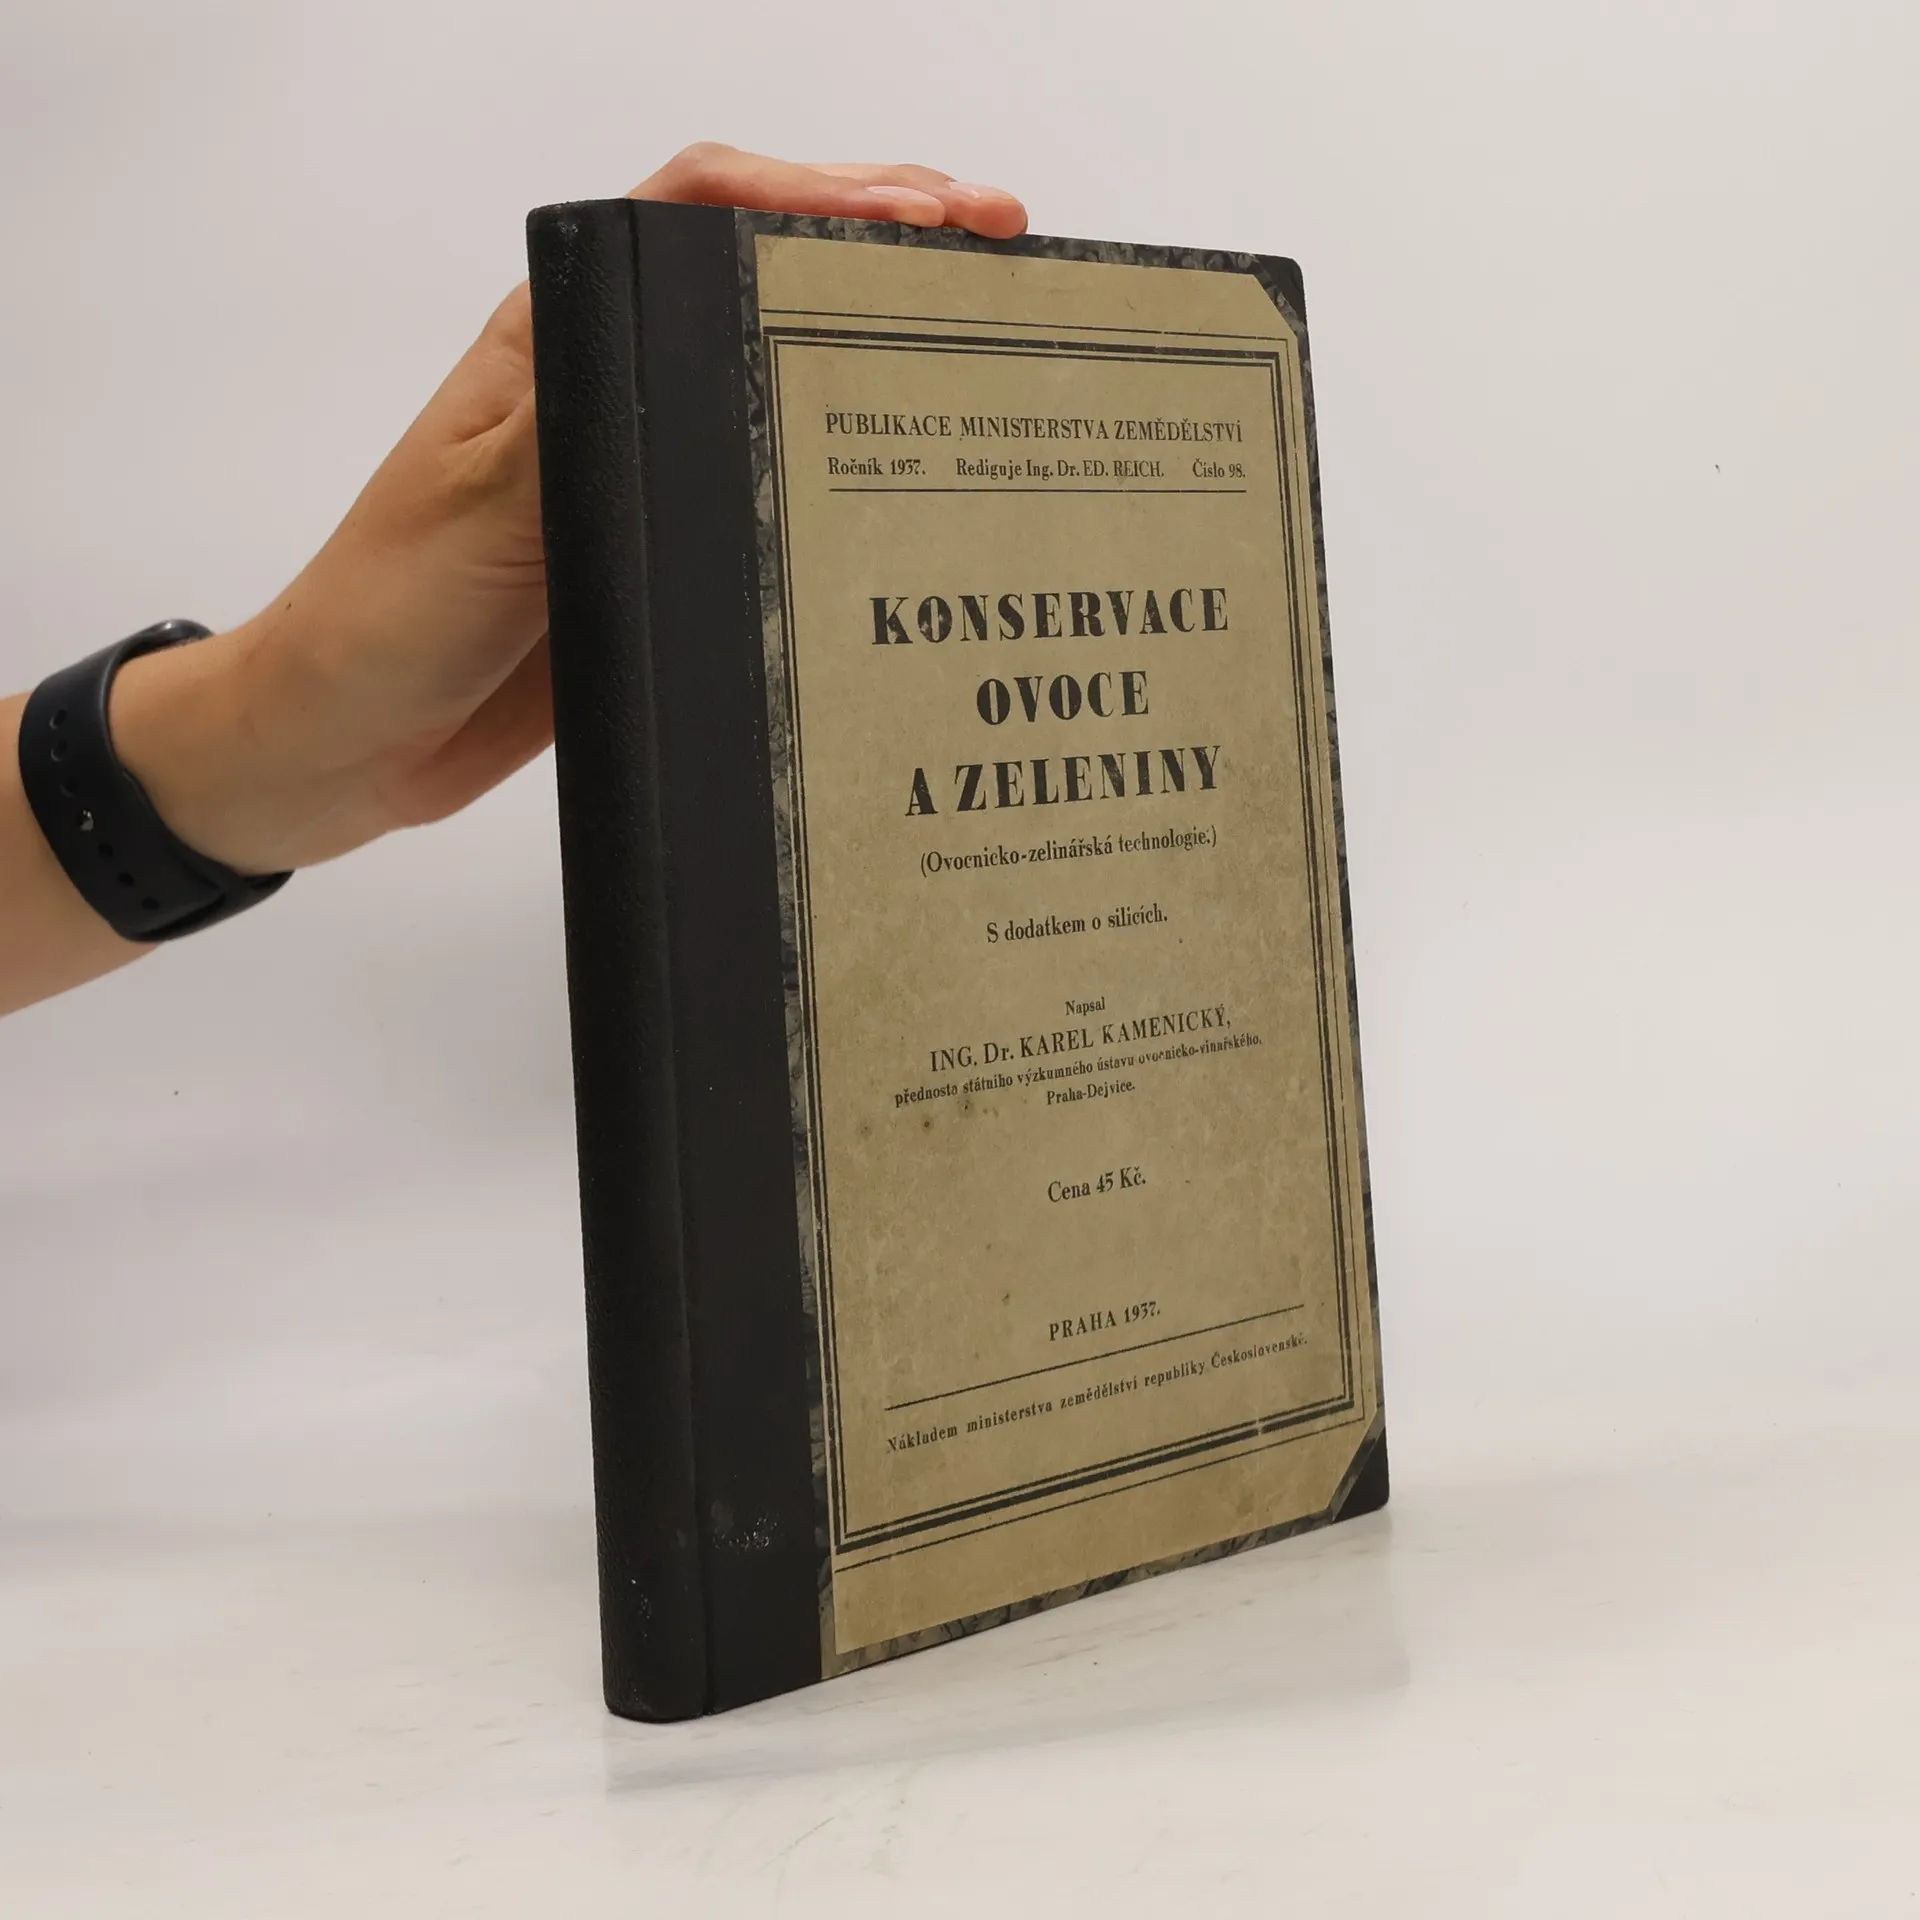 PUBLIKACE MINISTERSTVA ZEMĚDĚLSTVÍ
Ročník 1937. Rediguje Ing. Dr. ED. REICH. Číslo 98.
KONSERVACE
OVOCE
A ZELENINY
(Ovocnicko-zelinářská technologie.)
S dodatkem o silicích.
Napsal
ING. Dr. KAREL KAMENICKÝ,
přednosta státního výzkumného ústavu ovocnicko-vinařského,
Praha-Dejvice.
Cena 45 Kč.
PRAHA 1937.
Nákladem ministerstva zemědělství republiky Československé.